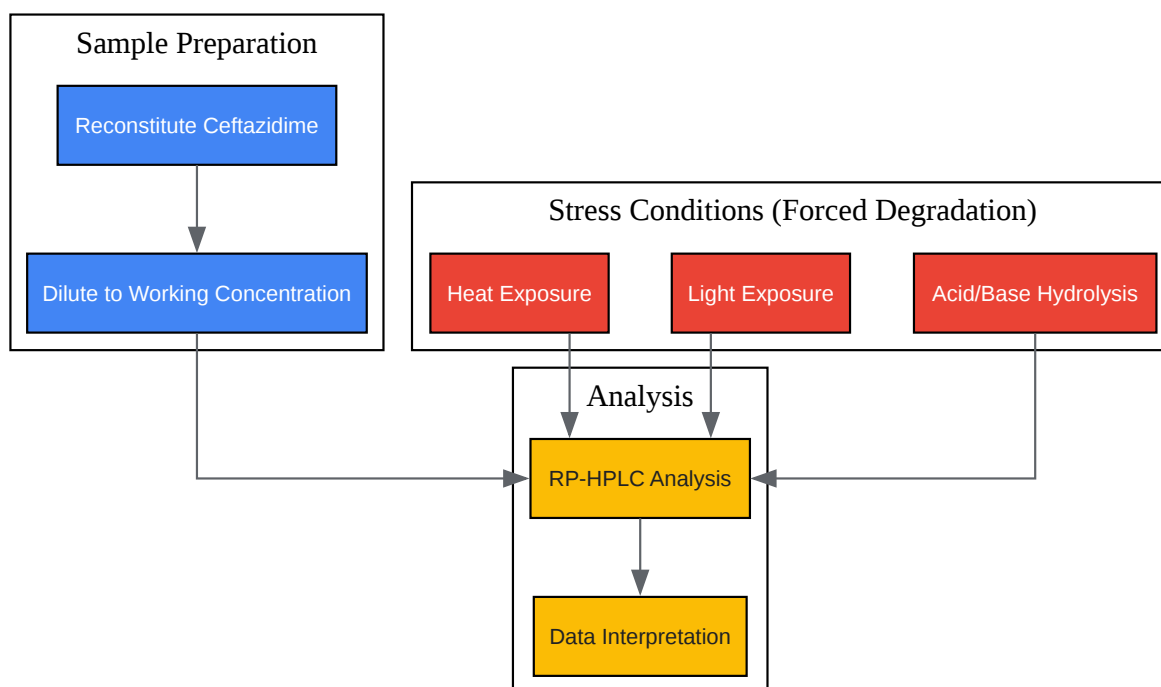 Sample Preparation
Reconstitute Ceftazidime
Dilute to Working Concentration
Stress Conditions (Forced Degradation)
Heat Exposure
Light Exposure
Acid/Base Hydrolysis
Analysis
RP-HPLC Analysis
Data Interpretation